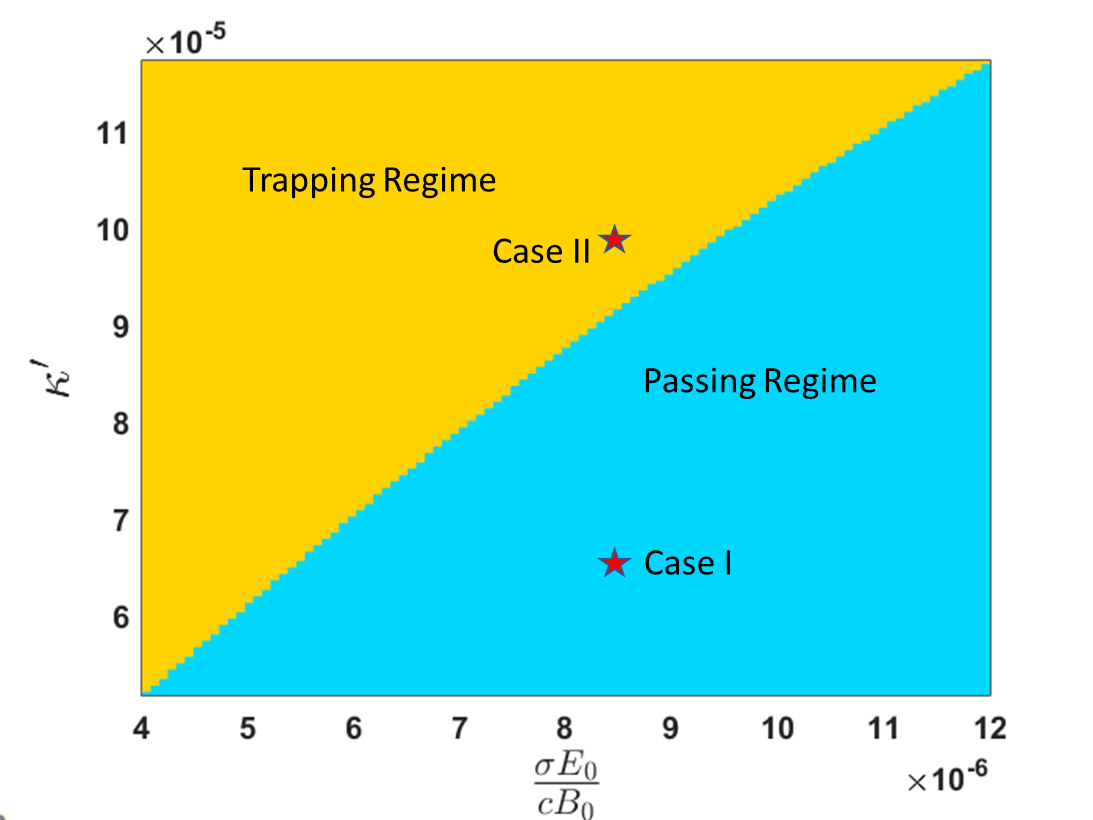 ×10-5
11
Trapping Regime
10
Case II
9
κ′
Passing Regime
8
7
Case I
6
4 5 6 7 8 9 10 11 12
σE0
cB0
×10-6